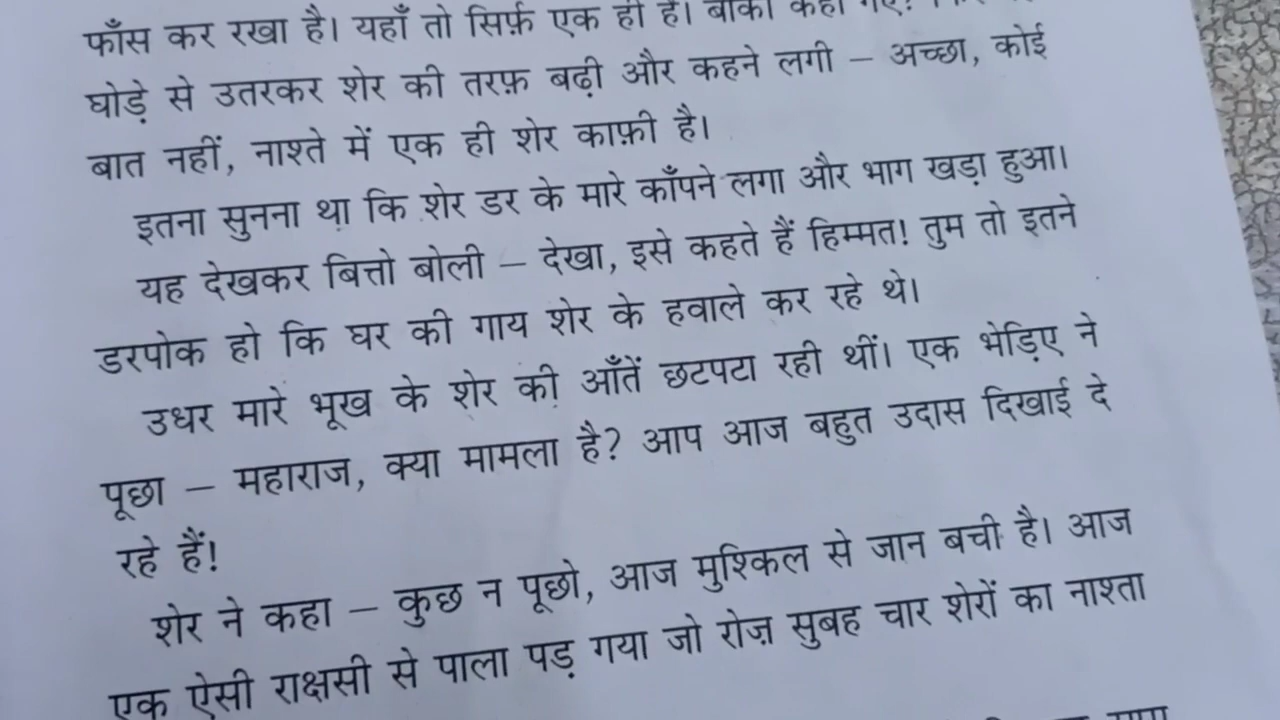 फाँस कर रखा है। यहाँ तो सिर्फ़ एक ही है। बाकी कहाँ
घोड़े से उतरकर शेर की तरफ़ बढ़ी और कहने लगी – अच्छा, कोई
बात नहीं, नाश्ते में एक ही शेर काफ़ी है।
इतना सुनना था कि शेर डर के मारे काँपने लगा और भाग खड़ा हुआ।
यह देखकर बित्तो बोली – देखा, इसे कहते हैं हिम्मत! तुम तो इतने
डरपोक हो कि घर की गाय शेर के हवाले कर रहे थे।
उधर मारे भूख के शेर की आँतें छटपटा रही थीं। एक भेड़िए ने
पूछा – महाराज, क्या मामला है? आप आज बहुत उदास दिखाई दे
रहे हैं!
शेर ने कहा – कुछ न पूछो, आज मुश्किल से जान बची है। आज
एक ऐसी राक्षसी से पाला पड़ गया जो रोज़ सुबह चार शेरों का नाश्ता